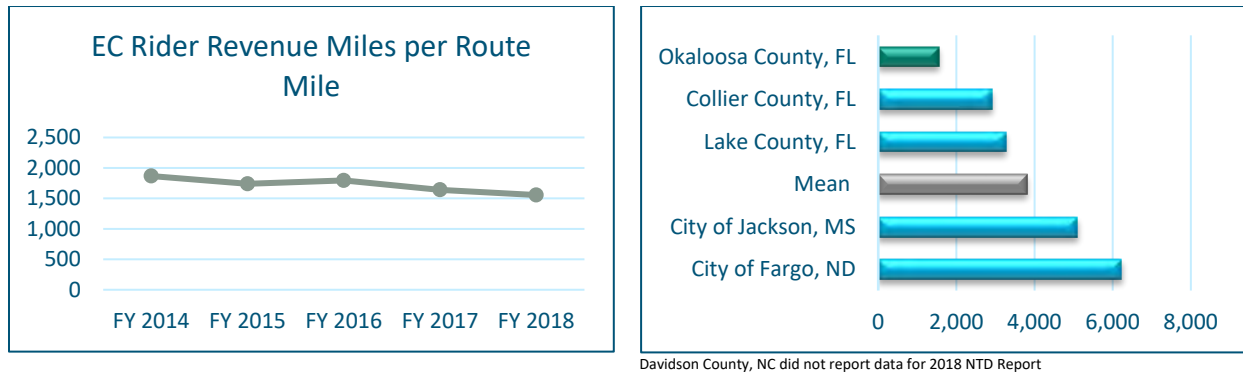 EC Rider Revenue Miles per Route
Mile
2,500
2,000
1,500
1,000
500
0
FY 2014 FY 2015 FY 2016 FY 2017 FY 2018
Okaloosa County, FL
Collier County, FL
Lake County, FL
Mean
City of Jackson, MS
City of Fargo, ND
0 2,000 4,000 6,000 8,000
Davidson County, NC did not report data for 2018 NTD Report